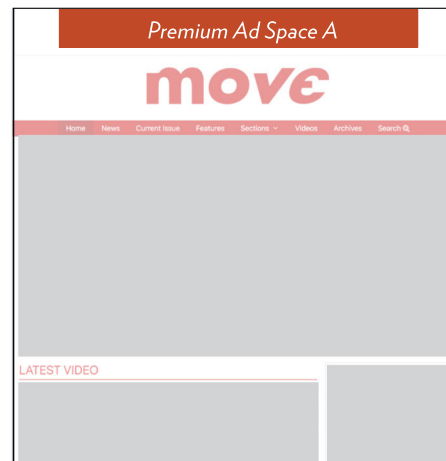 Premium Ad Space A
move
Home News Current Issue Features Sections Videos Archives Search
LATEST VIDEO